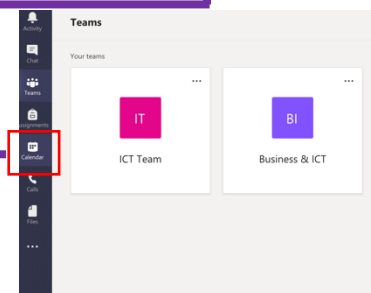 Activity
Teams
Chat
Your teams
Teams
Assignments
IT
BI
ICT Team
Business & ICT
Calendar
Calls
Files